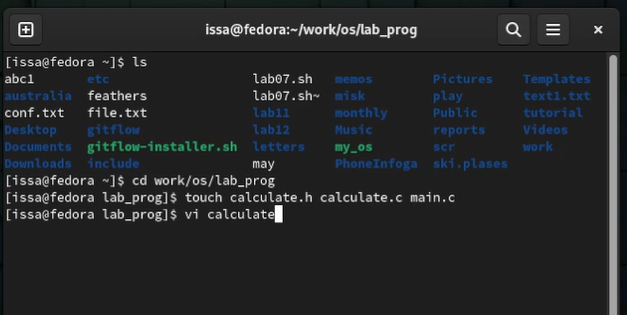 issa@fedora:~/work/os/lab_prog
[issa@fedora ~]$ ls
abc1 etc lab07.sh memos Pictures Templates
australia feathers lab07.sh~ misk play text1.txt
conf.txt file.txt lab11 monthly Public tutorial
Desktop gitflow lab12 Music reports Videos
Documents gitflow-installer.sh letters my_os scr work
Downloads include may PhoneInfoga ski.plases
[issa@fedora ~]$ cd work/os/lab_prog
[issa@fedora lab_prog]$ touch calculate.h calculate.c main.c
[issa@fedora lab_prog]$ vi calculate